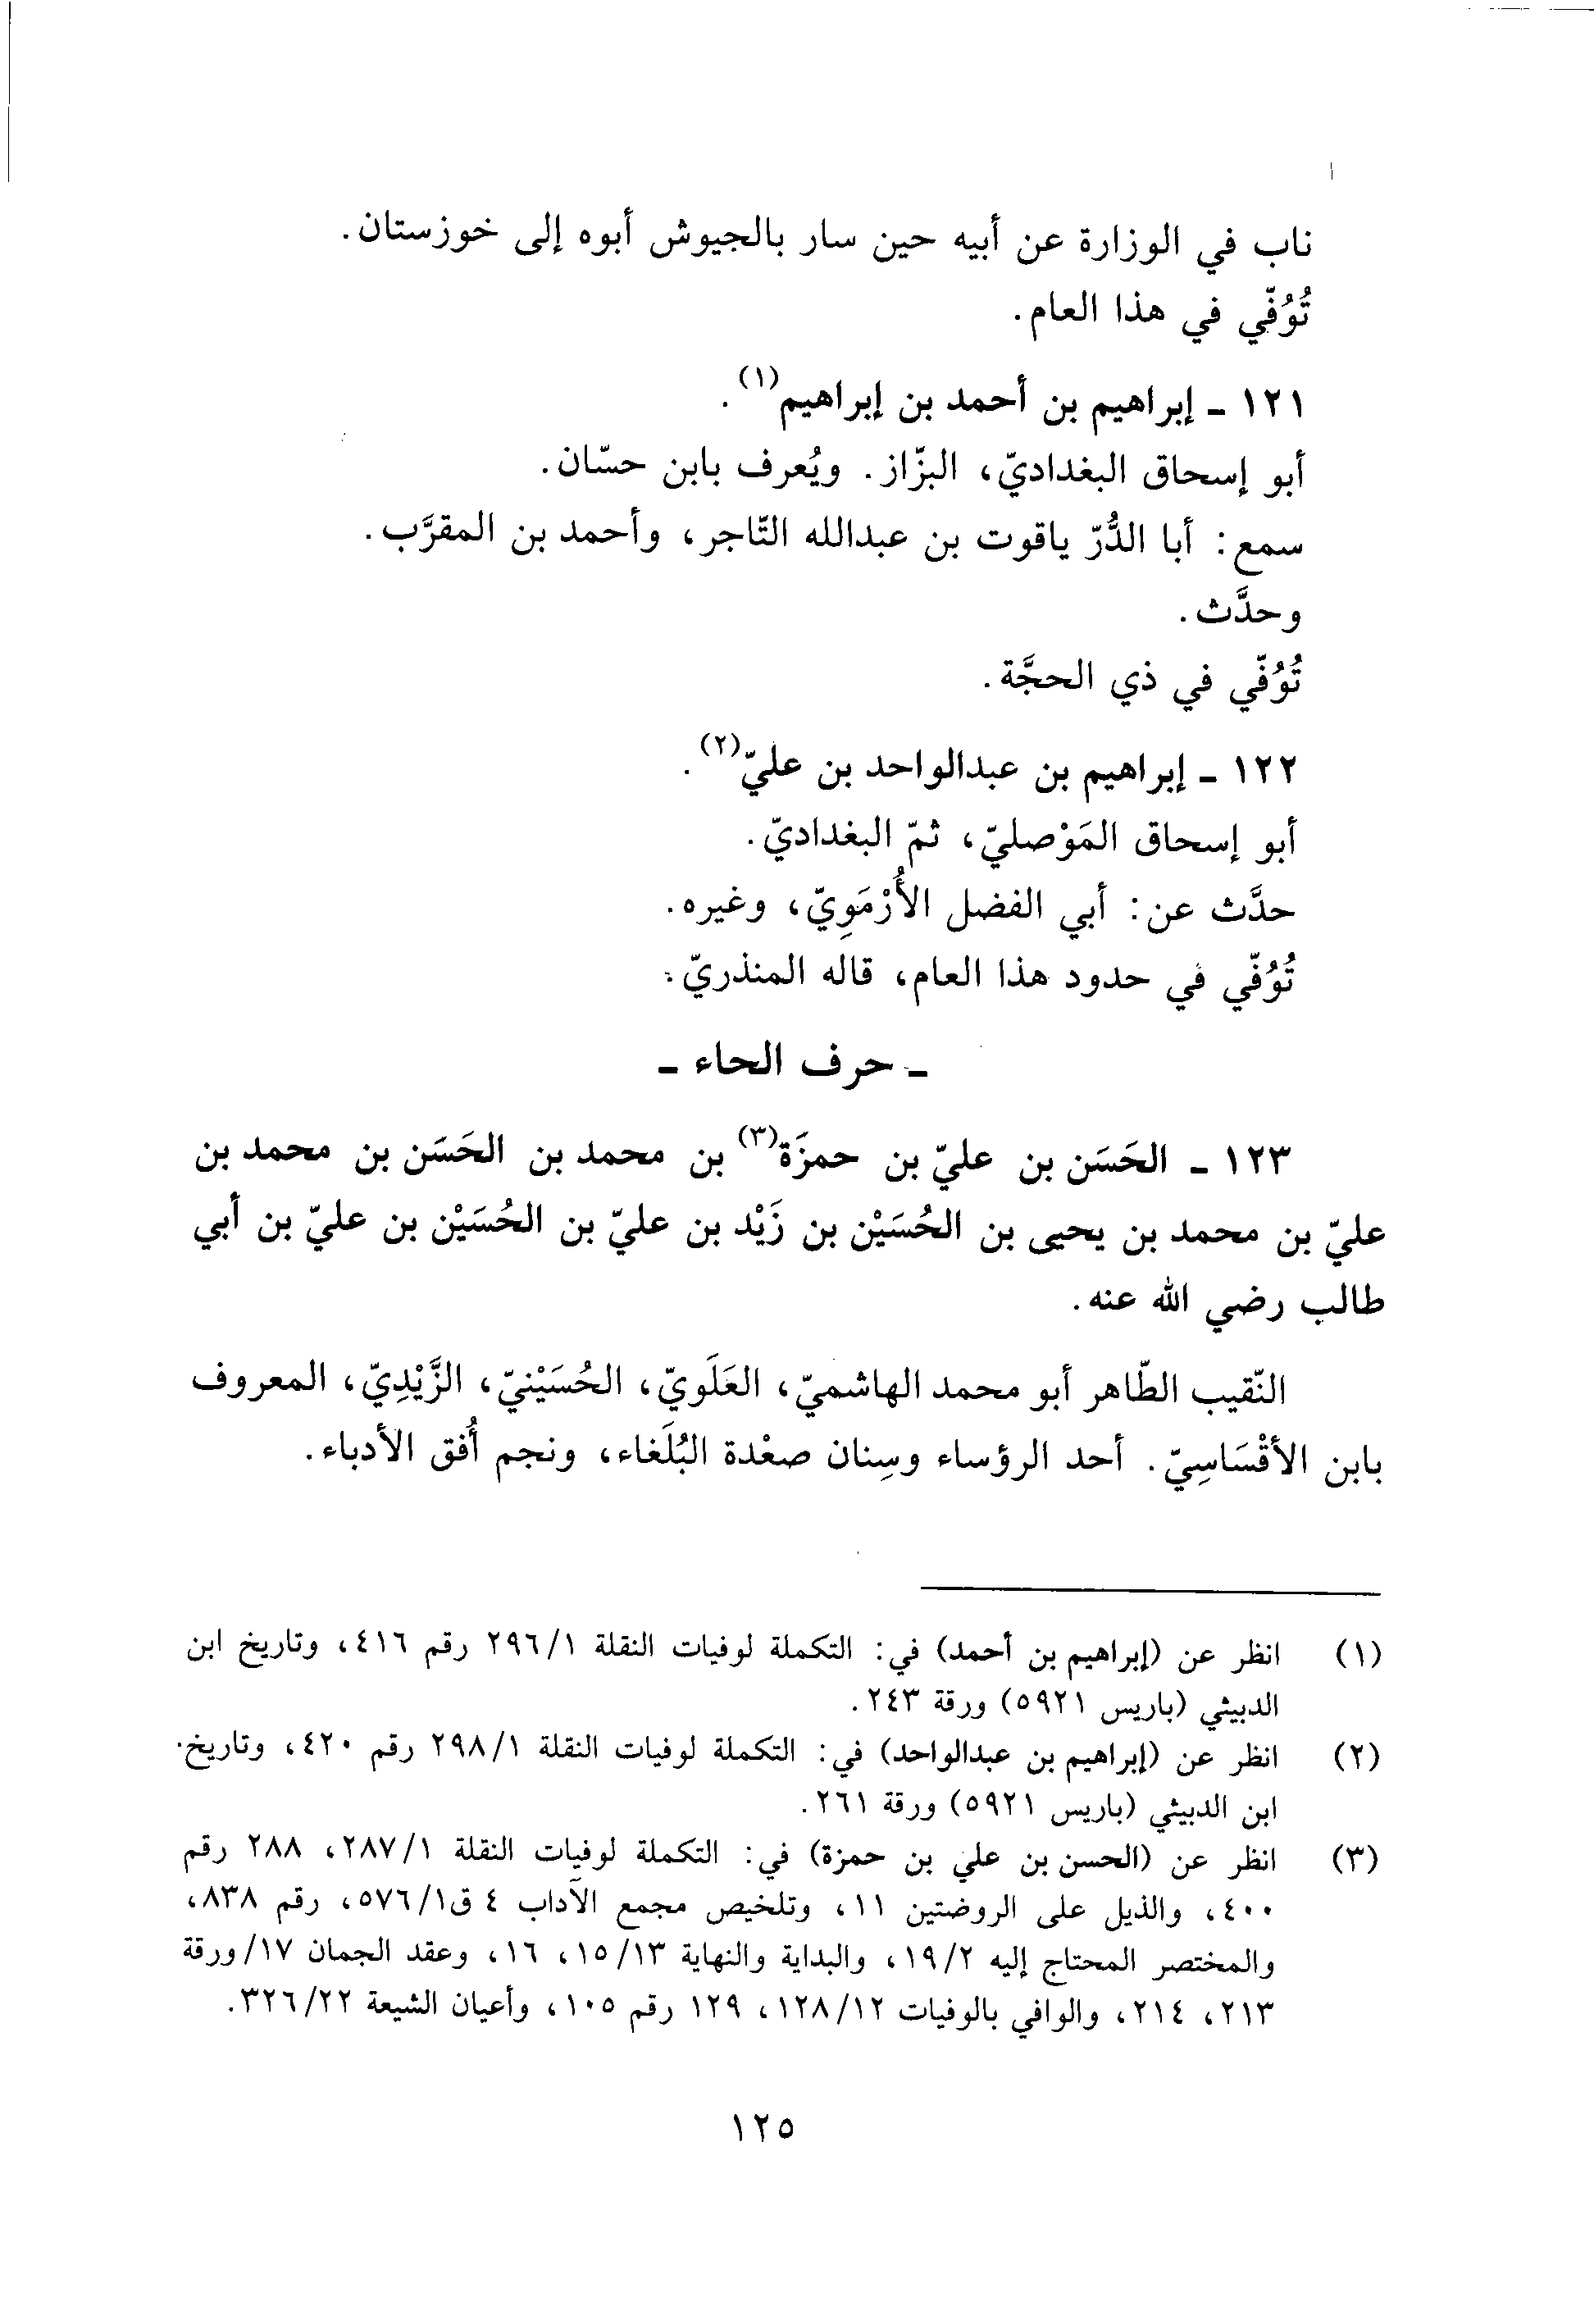 ناب في الوزارة عن أبيه حين سار بالجيوش أبوه إلى خوزستان.
تُوُفّي في هذا العام.
١٢١ ـ إبراهيم بن أحمد بن إبراهيم(١).
أبو إسحاق البغداديّ، البزّاز. ويُعرف بابن حسّان.
سمع: أبا الدُّرّ ياقوت بن عبدالله التّاجر، وأحمد بن المقرَّب.
وحدَّث.
تُوُفّي في ذي الحجَّة.
١٢٢ ـ إبراهيم بن عبدالواحد بن عليّ(٢).
أبو إسحاق المَوْصليّ، ثمّ البغداديّ.
حدَّث عن: أبي الفضل الأُرْمَوِيّ، وغيره.
تُوُفّي في حدود هذا العام، قاله المنذريّ.
ـ حرف الحاء ـ
١٢٣ ـ الحَسَن بن عليّ بن حمزَة(٣) بن محمد بن الحَسَن بن محمد بن
عليّ بن محمد بن يحيى بن الحُسَيْن بن زَيْد بن عليّ بن الحُسَيْن بن عليّ بن أبي
طالب رضي الله عنه.
النّقيب الطّاهر أبو محمد الهاشميّ، العَلَويّ، الحُسَيْنيّ، الزَّيْدِيّ، المعروف
بابن الأقْسَاسِيّ. أحد الرؤساء وسِنان صعْدة البُلَغاء، ونجم أُفق الأدباء.
(١) انظر عن (إبراهيم بن أحمد) في: التكملة لوفيات النقلة ٢٩٦/١ رقم ٤١٦، وتاريخ ابن
الدبيثي (باريس ٥٩٢١) ورقة ٢٤٣.
(٢) انظر عن (إبراهيم بن عبدالواحد) في: التكملة لوفيات النقلة ٢٩٨/١ رقم ٤٢٠، وتاريخ
ابن الدبيثي (باريس ٥٩٢١) ورقة ٢٦١.
(٣) انظر عن (الحسن بن علي بن حمزة) في: التكملة لوفيات النقلة ٢٨٧/١، ٢٨٨ رقم
٤٠٠، والذيل على الروضتين ١١، وتلخيص مجمع الآداب ٤ ق٥٧٦/١، رقم ٨٣٨،
والمختصر المحتاج إليه ١٩/٢، والبداية والنهاية ١٥/١٣، ١٦، وعقد الجمان ١٧/ورقة
٢١٣، ٢١٤، والوافي بالوفيات ١٢٨/١٢، ١٢٩ رقم ١٠٥، وأعيان الشيعة ٣٢٦/٢٢.
١٢٥